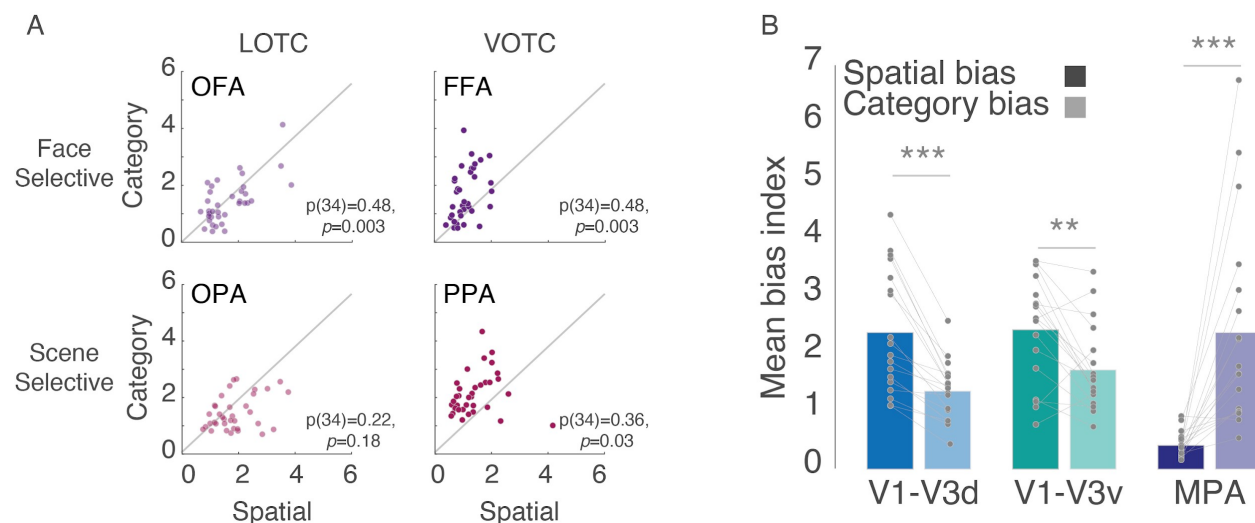 A
LOTC
VOTC
Face
Selective
Category
6
4
2
0
OFA
p(34)=0.48,
p=0.003
6
FFA
p(34)=0.48,
p=0.003
6
Scene
Selective
Category
6
4
2
0
OPA
p(34)=0.22,
p=0.18
0
2
4
6
Spatial
PPA
p(34)=0.36,
p=0.03
0
2
4
6
Spatial
B
Mean bias index
7
6
5
4
3
2
1
0
Spatial bias
Category bias
***
**
***
V1-V3d
V1-V3v
MPA